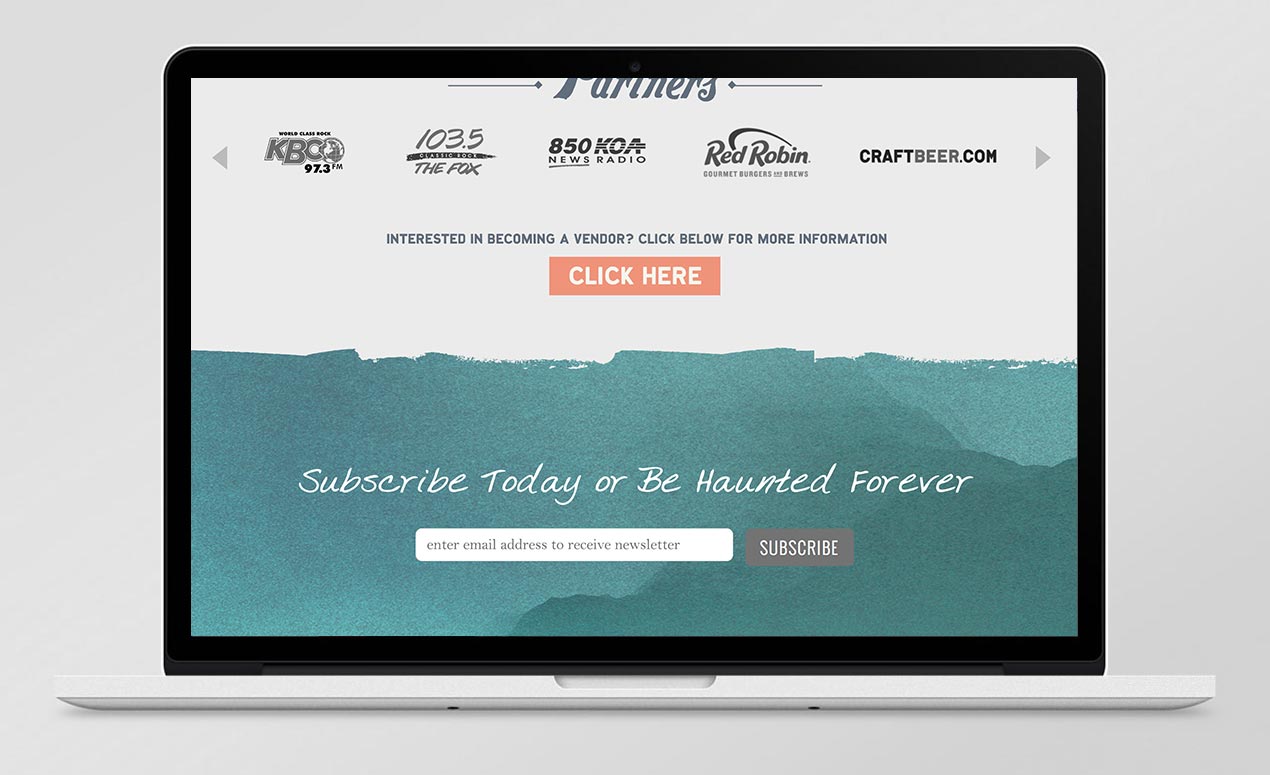 Partners
WORLD CLASS ROCK
KBCO
97.3 FM
103.5
CLASSIC ROCK
THE FOX
850 KOA
NEWS RADIO
Red Robin
GOURMET BURGERS AND BREWS
CRAFTBEER.COM
INTERESTED IN BECOMING A VENDOR? CLICK BELOW FOR MORE INFORMATION
CLICK HERE
Subscribe Today or Be Haunted Forever
enter email address to receive newsletter
SUBSCRIBE